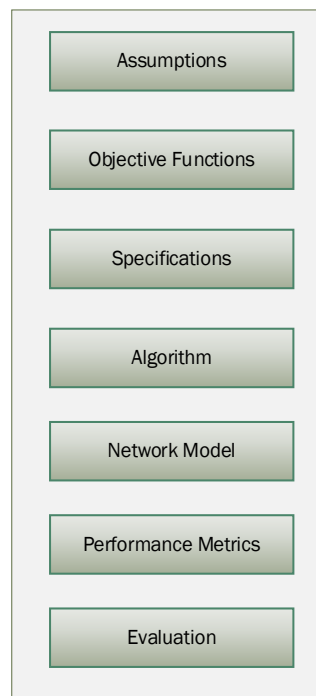 Assumptions
Objective Functions
Specifications
Algorithm
Network Model
Performance Metrics
Evaluation